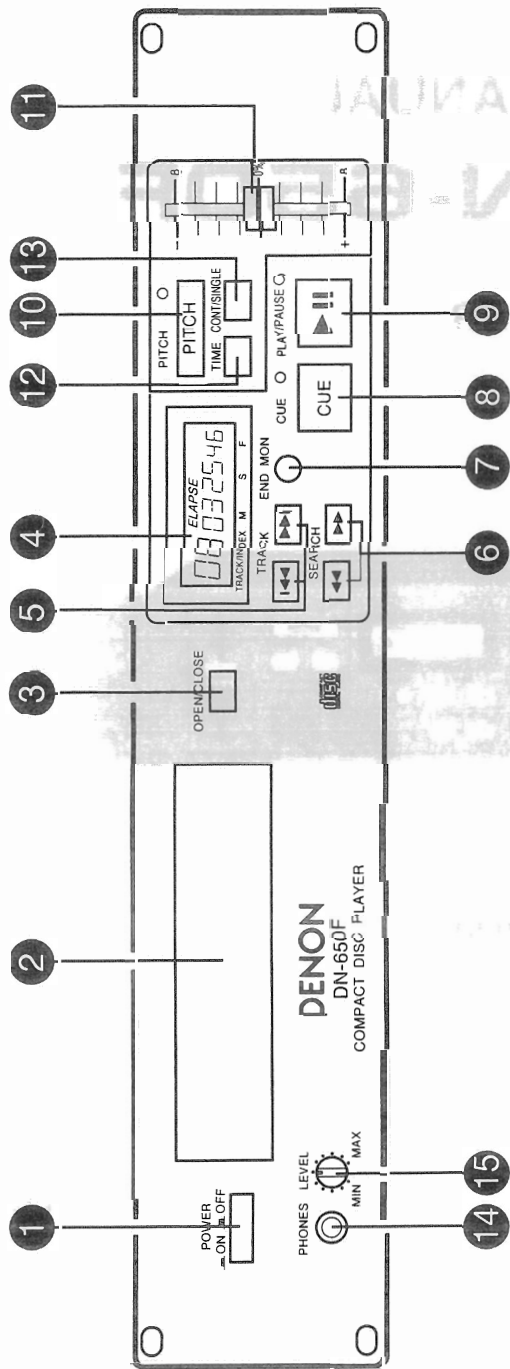 1 2 3 5 4 12 10 13 11
POWER
ON OFF
OPEN/CLOSE
ELAPSE
0803032546
TRACK/INDEX M S F
PITCH
PITCH
TIME CONT/SINGLE
- 8
0%
+ 8
TRACK
SEARCH
END MON
CUE
PLAY/PAUSE
CUE
DENON
DN-650F
COMPACT DISC PLAYER
disc
PHONES LEVEL
MIN MAX
14 15 6 7 8 9